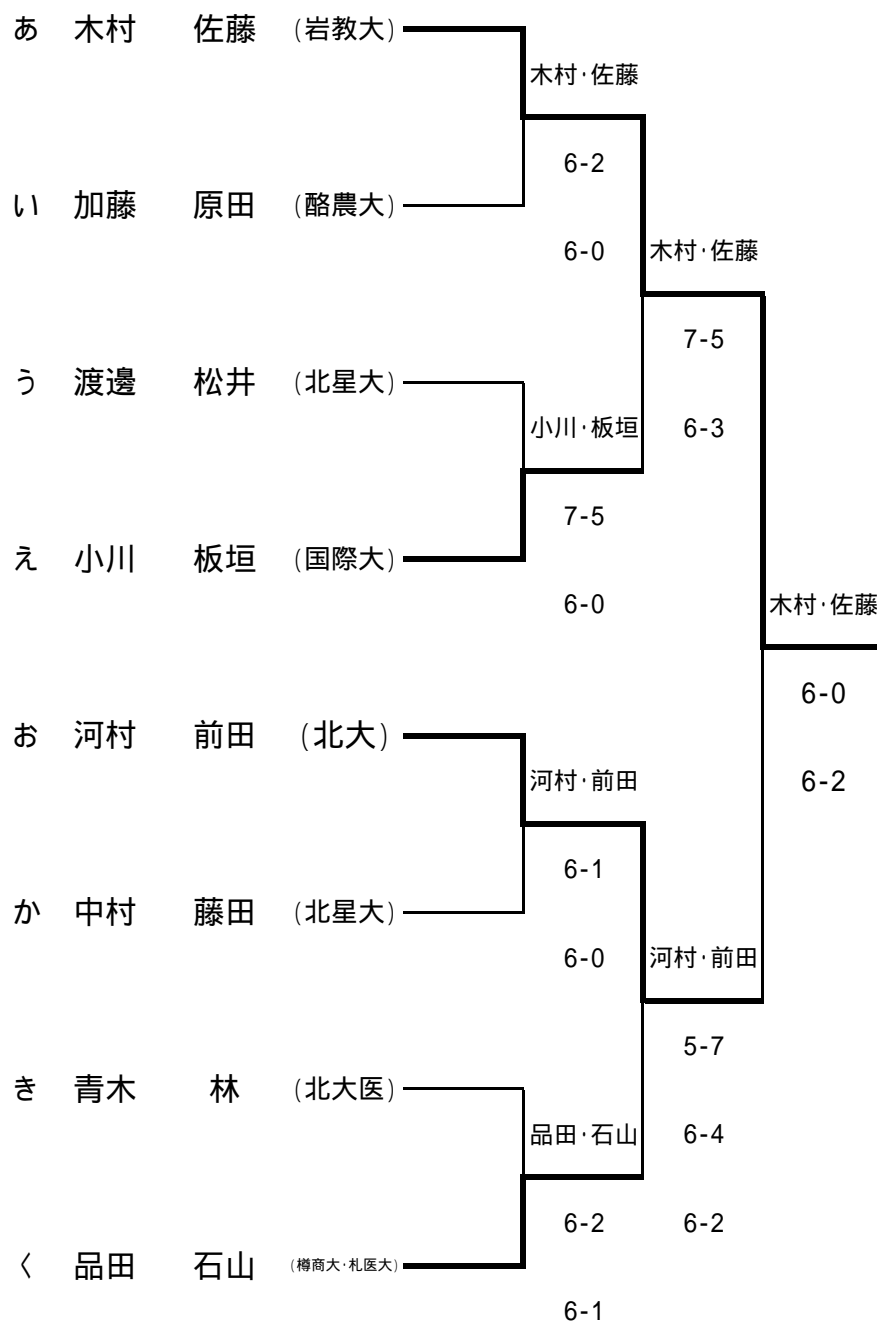 あ 木村 佐藤 (岩教大)
木村・佐藤
6-2
い 加藤 原田 (酪農大)
6-0 木村・佐藤
7-5
う 渡邊 松井 (北星大)
小川・板垣 6-3
7-5
え 小川 板垣 (国際大)
6-0 木村・佐藤
6-0
お 河村 前田 (北大)
河村・前田 6-2
6-1
か 中村 藤田 (北星大)
6-0 河村・前田
5-7
き 青木 林 (北大医)
品田・石山 6-4
6-2 6-2
く 品田 石山 (樽商大・札医大)
6-1